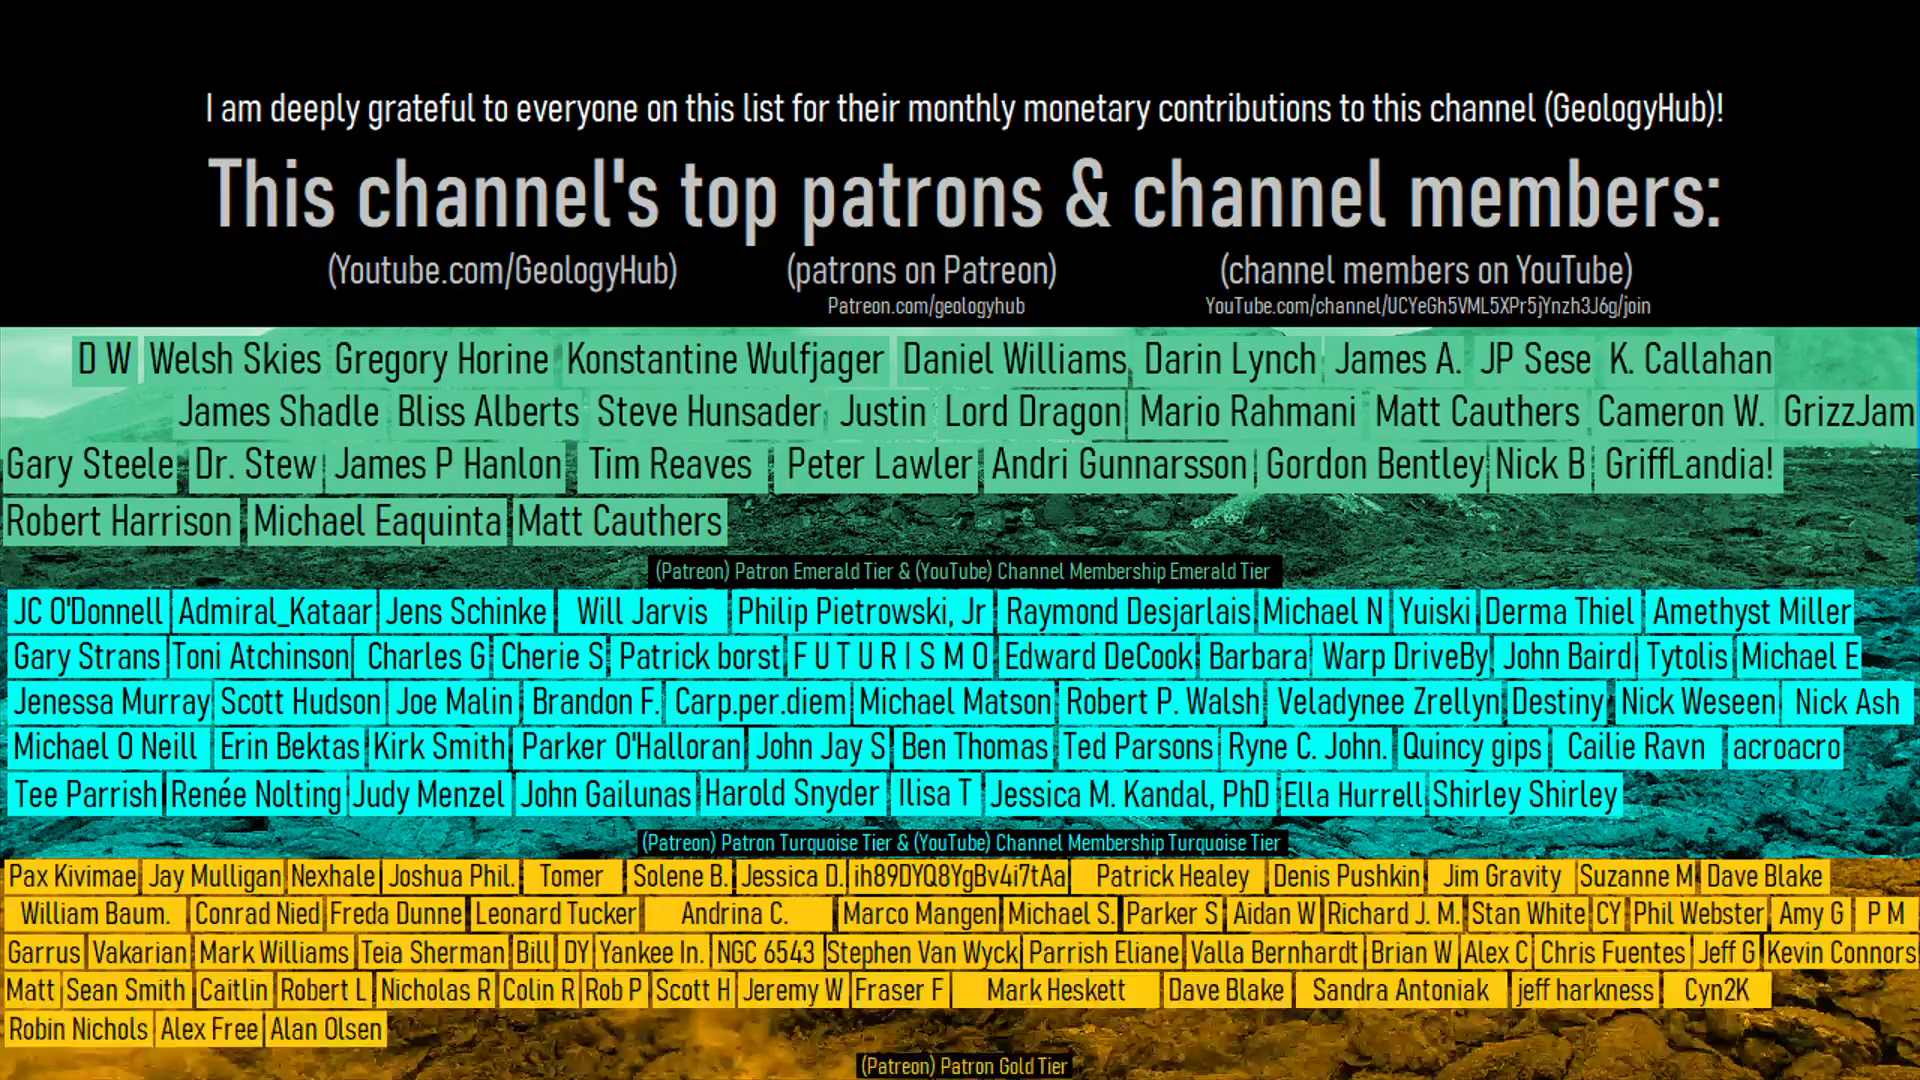 I am deeply grateful to everyone on this list for their monthly monetary contributions to this channel (GeologyHub)!
This channel's top patrons & channel members:
(Youtube.com/GeologyHub) (patrons on Patreon) (channel members on YouTube)
Patreon.com/geologyhub YouTube.com/channel/UCYeGh5VML5XPr5jYnzh3J6g/join
D W Welsh Skies Gregory Horine Konstantine Wulfjager Daniel Williams Darin Lynch James A. JP Sese K. Callahan
James Shadle Bliss Alberts Steve Hunsader Justin Lord Dragon Mario Rahmani Matt Cauthers Cameron W. GrizzJam
Gary Steele Dr. Stew James P Hanlon Tim Reaves Peter Lawler Andri Gunnarsson Gordon Bentley Nick B GriffLandia!
Robert Harrison Michael Eaquinta Matt Cauthers
(Patreon) Patron Emerald Tier & (YouTube) Channel Membership Emerald Tier
JC O'Donnell Admiral_Kataar Jens Schinke Will Jarvis Philip Pietrowski, Jr Raymond Desjarlais Michael N Yuiski Derma Thiel Amethyst Miller
Gary Strans Toni Atchinson Charles G Cherie S Patrick borst F U T U R I S M O Edward DeCook Barbara Warp DriveBy John Baird Tytolis Michael E
Jenessa Murray Scott Hudson Joe Malin Brandon F. Carp.per.diem Michael Matson Robert P. Walsh Veladynee Zrellyn Destiny Nick Weseen Nick Ash
Michael O Neill Erin Bektas Kirk Smith Parker O'Halloran John Jay S Ben Thomas Ted Parsons Ryne C. John. Quincy gips Cailie Ravn acroacro
Tee Parrish Renée Nolting Judy Menzel John Gailunas Harold Snyder Ilisa T Jessica M. Kandal, PhD Ella Hurrell Shirley Shirley
(Patreon) Patron Turquoise Tier & (YouTube) Channel Membership Turquoise Tier
Pax Kivimae Jay Mulligan Nexhale Joshua Phil. Tomer Solene B. Jessica D. ih89DYQ8YgBv4i7tAa Patrick Healey Denis Pushkin Jim Gravity Suzanne M Dave Blake
William Baum. Conrad Nied Freda Dunne Leonard Tucker Andrina C. Marco Mangen Michael S. Parker S Aidan W Richard J. M. Stan White CY Phil Webster Amy G P M
Garrus Vakarian Mark Williams Teia Sherman Bill DY Yankee In. NGC 6543 Stephen Van Wyck Parrish Eliane Valla Bernhardt Brian W Alex C Chris Fuentes Jeff G Kevin Connors
Matt Sean Smith Caitlin Robert L Nicholas R Colin R Rob P Scott H Jeremy W Fraser F Mark Heskett Dave Blake Sandra Antoniak jeff harkness Cyn2K
Robin Nichols Alex Free Alan Olsen
(Patreon) Patron Gold Tier